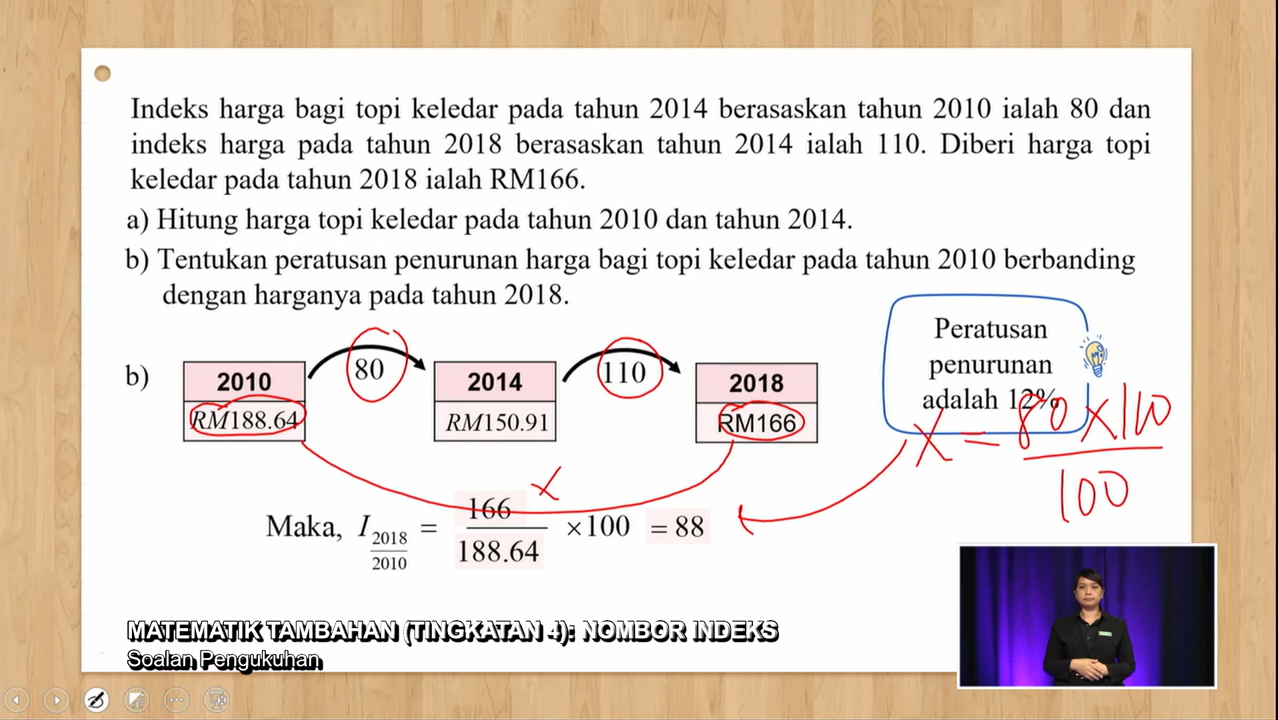 Indeks harga bagi topi keledar pada tahun 2014 berasaskan tahun 2010 ialah 80 dan
indeks harga pada tahun 2018 berasaskan tahun 2014 ialah 110. Diberi harga topi
keledar pada tahun 2018 ialah RM166.
a) Hitung harga topi keledar pada tahun 2010 dan tahun 2014.
b) Tentukan peratusan penurunan harga bagi topi keledar pada tahun 2010 berbanding
dengan harganya pada tahun 2018.
Peratusan
penurunan
adalah 12%
b)
80
110
2010
2014
2018
RM188.64
RM150.91
RM166
x = 80 × 110 / 100
x
Maka, I 2018/2010 = 166/188.64 ×100 = 88
MATEMATIK TAMBAHAN (TINGKATAN 4): NOMBOR INDEKS
Soalan Pengukuhan